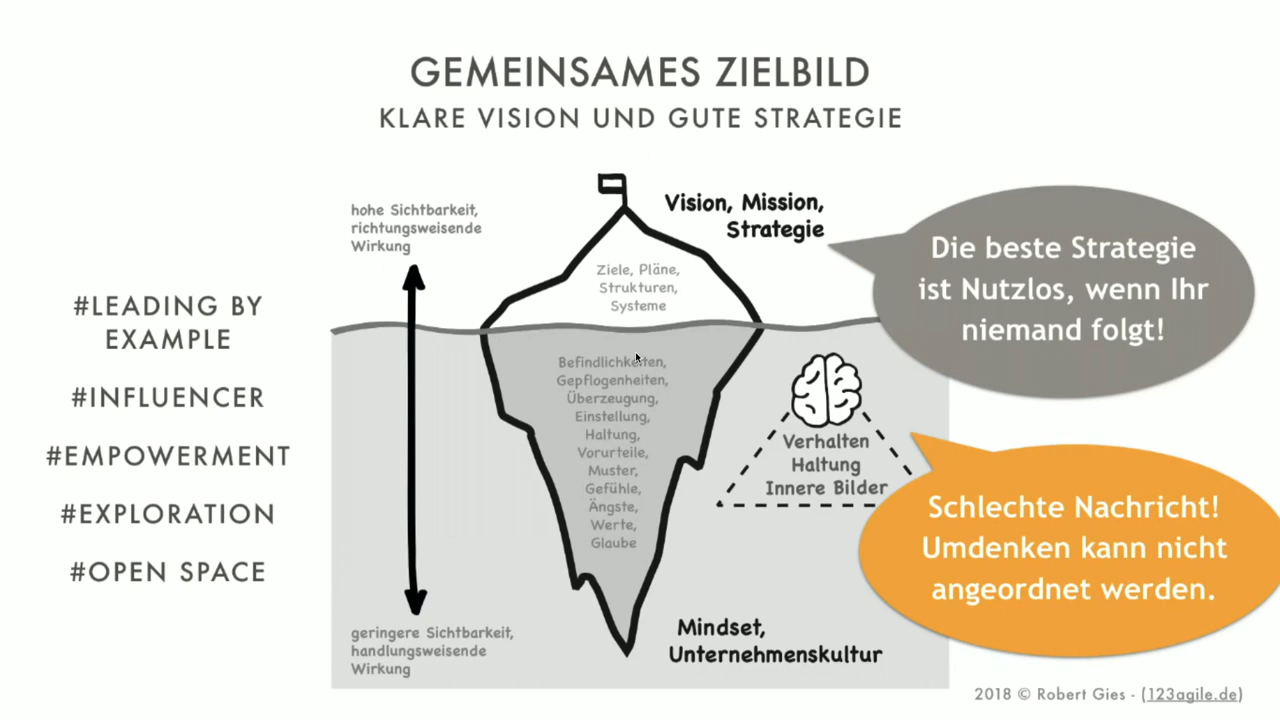 GEMEINSAMES ZIELBILD
KLARE VISION UND GUTE STRATEGIE
hohe Sichtbarkeit,
richtungsweisende
Wirkung
Vision, Mission,
Strategie
Ziele, Pläne,
Strukturen,
Systeme
Die beste Strategie
ist Nutzlos, wenn Ihr
niemand folgt!
#LEADING BY
EXAMPLE
#INFLUENCER
#EMPOWERMENT
#EXPLORATION
#OPEN SPACE
Befindlichkeiten,
Gepflogenheiten,
Überzeugung,
Einstellung,
Haltung,
Vorurteile,
Muster,
Gefühle,
Ängste,
Werte,
Glaube
Verhalten
Haltung
Innere Bilder
Schlechte Nachricht!
Umdenken kann nicht
angeordnet werden.
geringere Sichtbarkeit,
handlungsweisende
Wirkung
Mindset,
Unternehmenskultur
2018 © Robert Gies - (123agile.de)